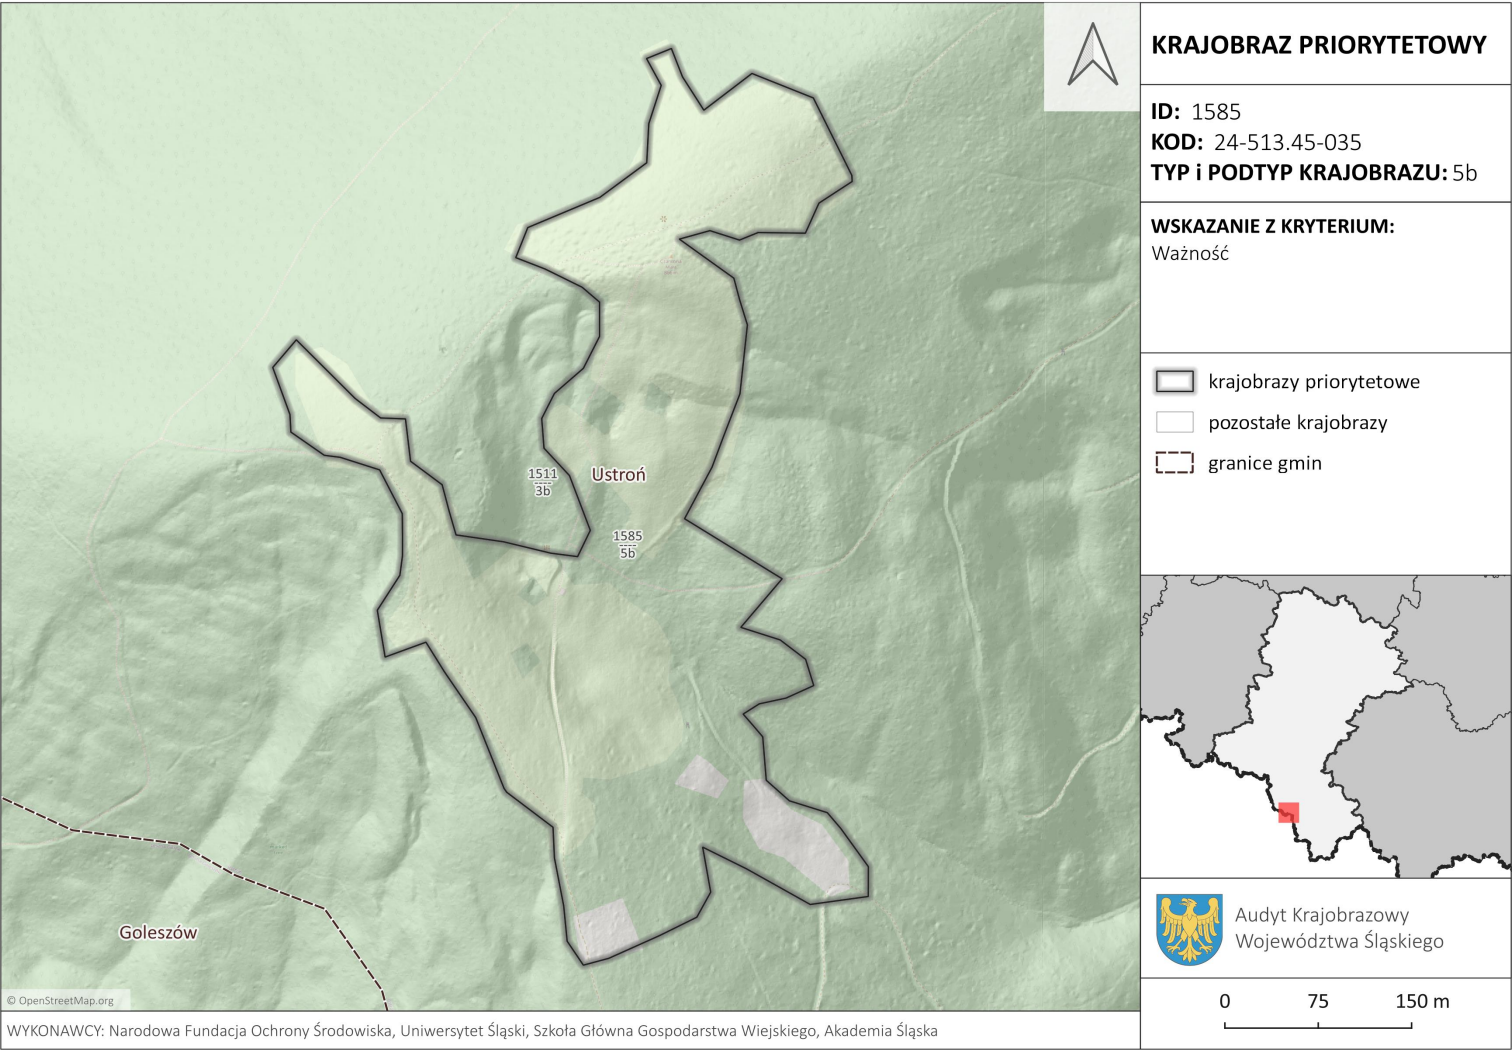 KRAJOBRAZ PRIORYTETOWY
ID: 1585
KOD: 24-513.45-035
TYP i PODTYP KRAJOBRAZU: 5b
WSKAZANIE Z KRYTERIUM:
Ważność
krajobrazy priorytetowe
pozostałe krajobrazy
granice gmin
1511
3b
Ustroń
1585
5b
Goleszów
Audyt Krajobrazowy
Województwa Śląskiego
0 75 150 m
© OpenStreetMap.org
WYKONAWCY: Narodowa Fundacja Ochrony Środowiska, Uniwersytet Śląski, Szkoła Główna Gospodarstwa Wiejskiego, Akademia Śląska